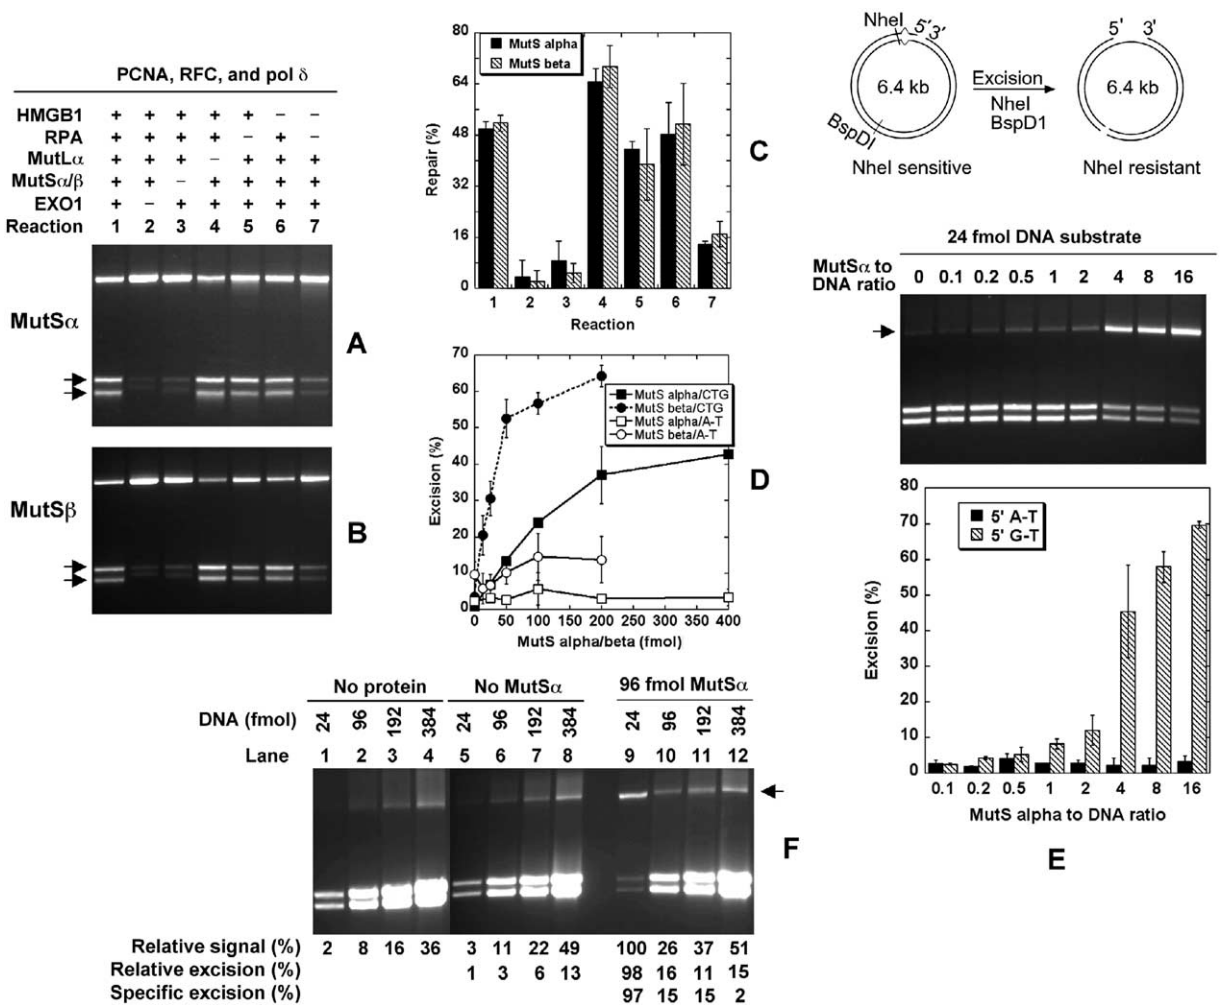 PCNA, RFC, and pol δ
HMGB1 + + + + + – –
RPA + + + + – + –
MutLα + + + – + + +
MutSα/β + + – + + + +
EXO1 + – + + + + +
Reaction 1 2 3 4 5 6 7
MutSα
A
MutSβ
B
80
64
48
32
16
0
Repair (%)
MutS alpha
MutS beta
1 2 3 4 5 6 7
Reaction
C
70
60
50
40
30
20
10
0
Excision (%)
MutS alpha/CTG
MutS beta/CTG
MutS alpha/A-T
MutS beta/A-T
0 50 100 150 200 250 300 350 400
MutS alpha/beta (fmol)
D
NheI 5' 3'
6.4 kb
BspDI
NheI sensitive
Excision
NheI
BspD1
5' 3'
6.4 kb
NheI resistant
24 fmol DNA substrate
MutSα to
DNA ratio 0 0.1 0.2 0.5 1 2 4 8 16
80
70
60
50
40
30
20
10
0
Excision (%)
5' A-T
5' G-T
0.1 0.2 0.5 1 2 4 8 16
MutS alpha to DNA ratio
E
No protein No MutSα 96 fmol MutSα
DNA (fmol) 24 96 192 384 24 96 192 384 24 96 192 384
Lane 1 2 3 4 5 6 7 8 9 10 11 12
F
Relative signal (%) 2 8 16 36 3 11 22 49 100 26 37 51
Relative excision (%) 1 3 6 13 98 16 11 15
Specific excision (%) 97 15 15 2